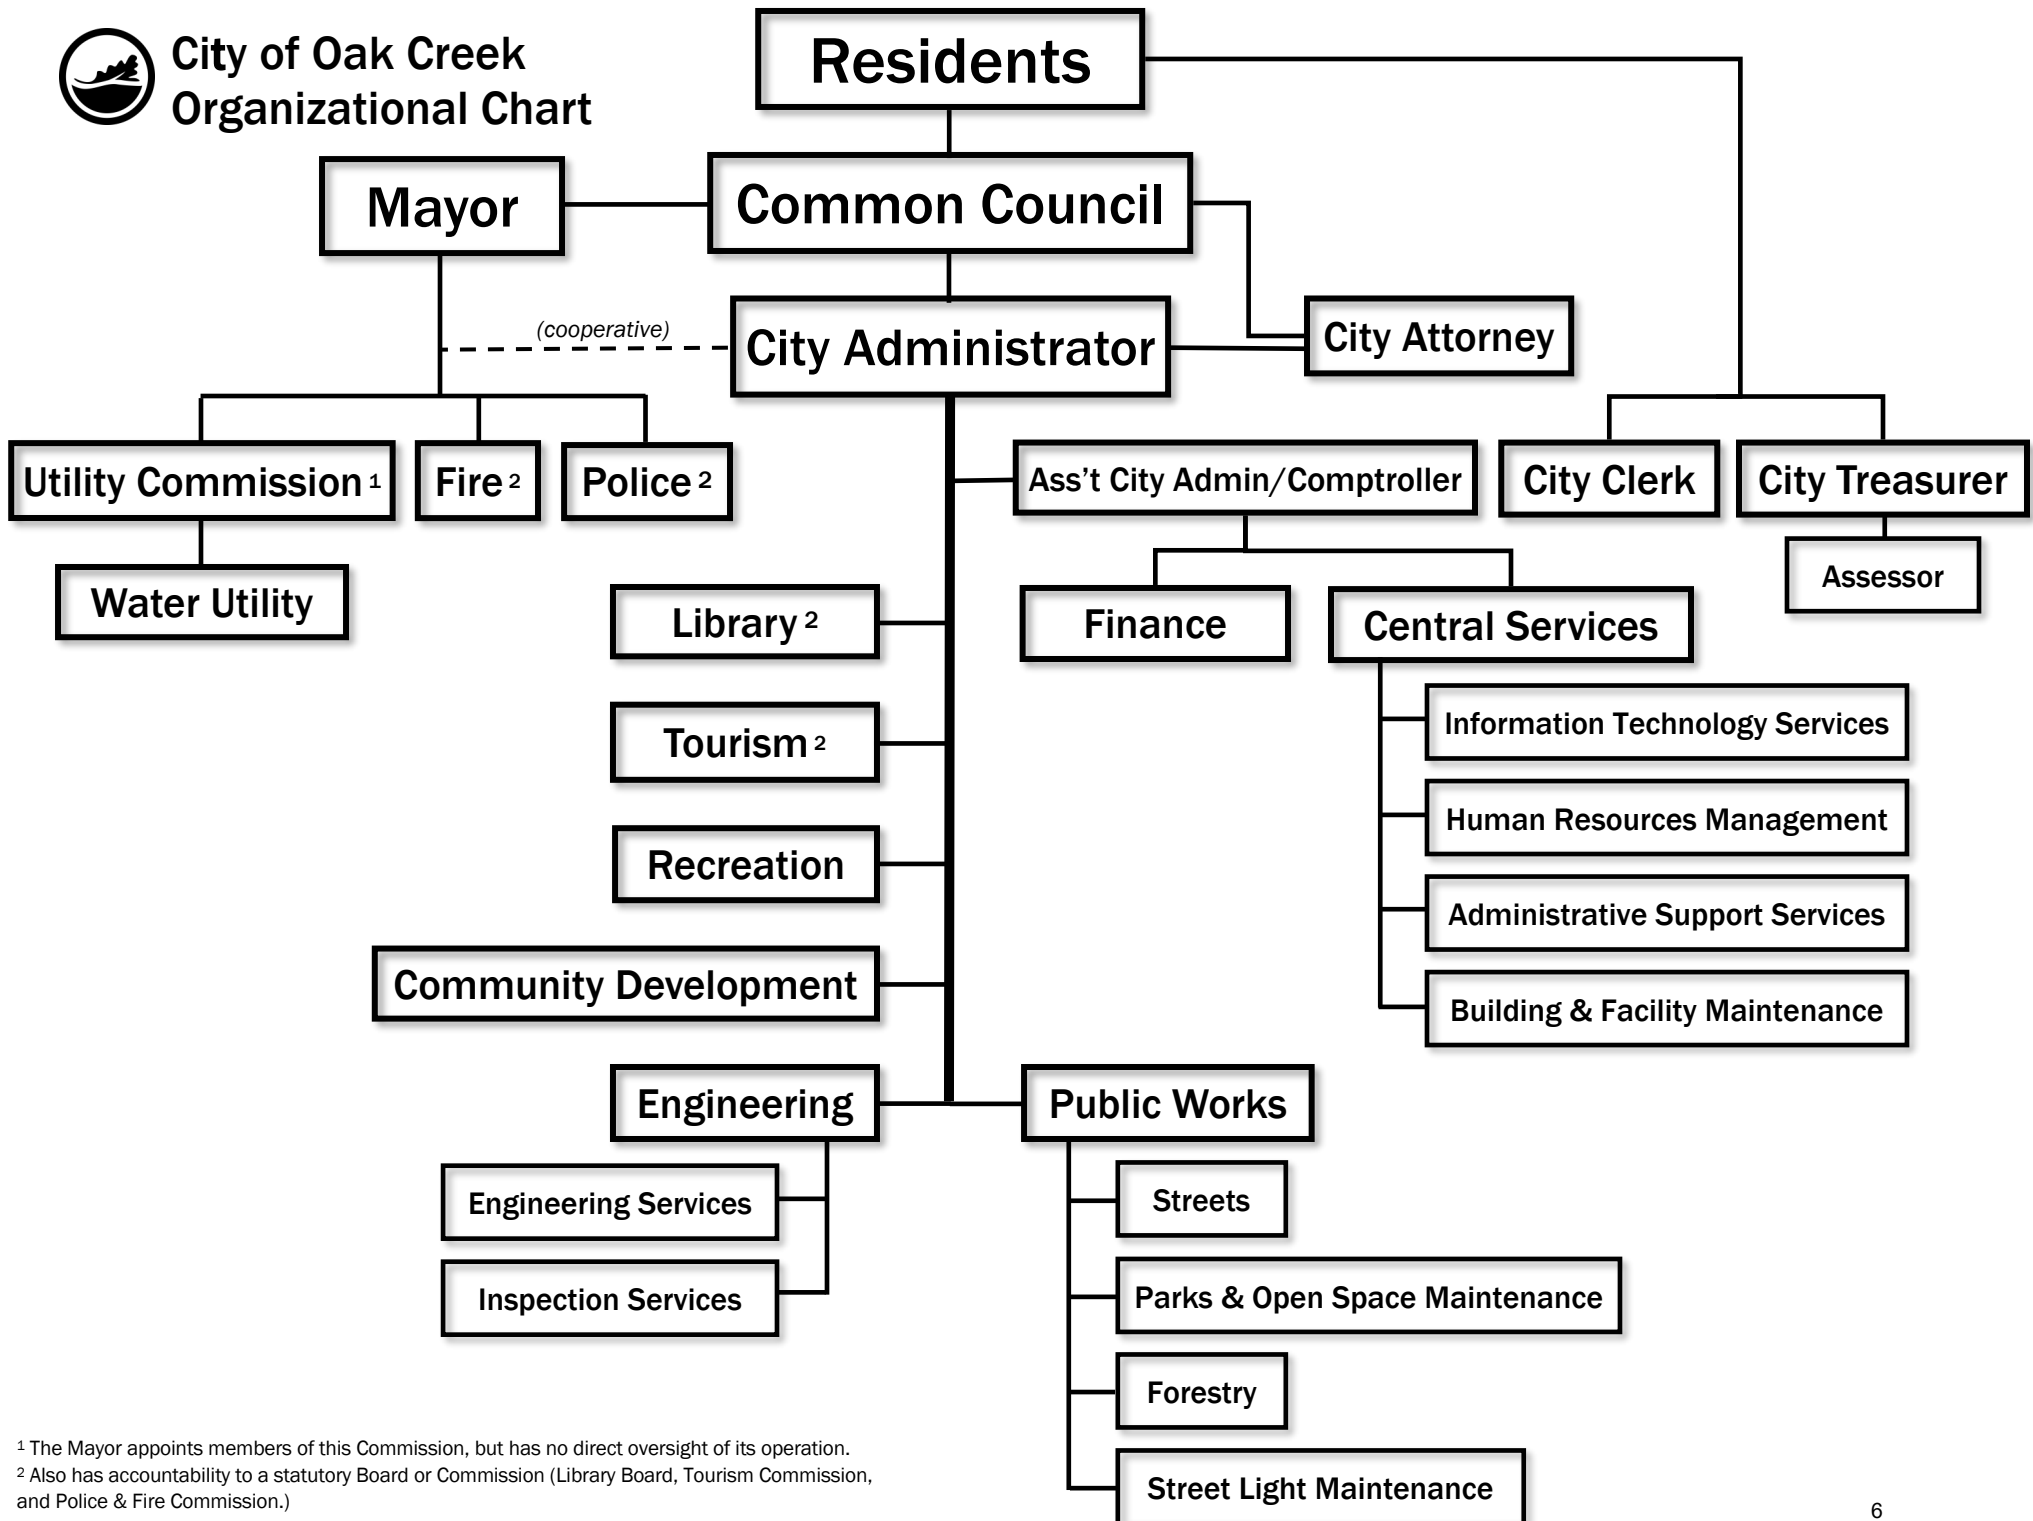 City of Oak Creek
Organizational Chart
Residents
Mayor
Common Council
(cooperative)
City Administrator
City Attorney
Utility Commission ¹
Fire ²
Police ²
Ass't City Admin/Comptroller
City Clerk
City Treasurer
Water Utility
Assessor
Library ²
Finance
Central Services
Tourism ²
Information Technology Services
Human Resources Management
Recreation
Administrative Support Services
Community Development
Building & Facility Maintenance
Engineering
Public Works
Engineering Services
Streets
Inspection Services
Parks & Open Space Maintenance
Forestry
Street Light Maintenance
¹ The Mayor appoints members of this Commission, but has no direct oversight of its operation.
² Also has accountability to a statutory Board or Commission (Library Board, Tourism Commission,
and Police & Fire Commission.)
6